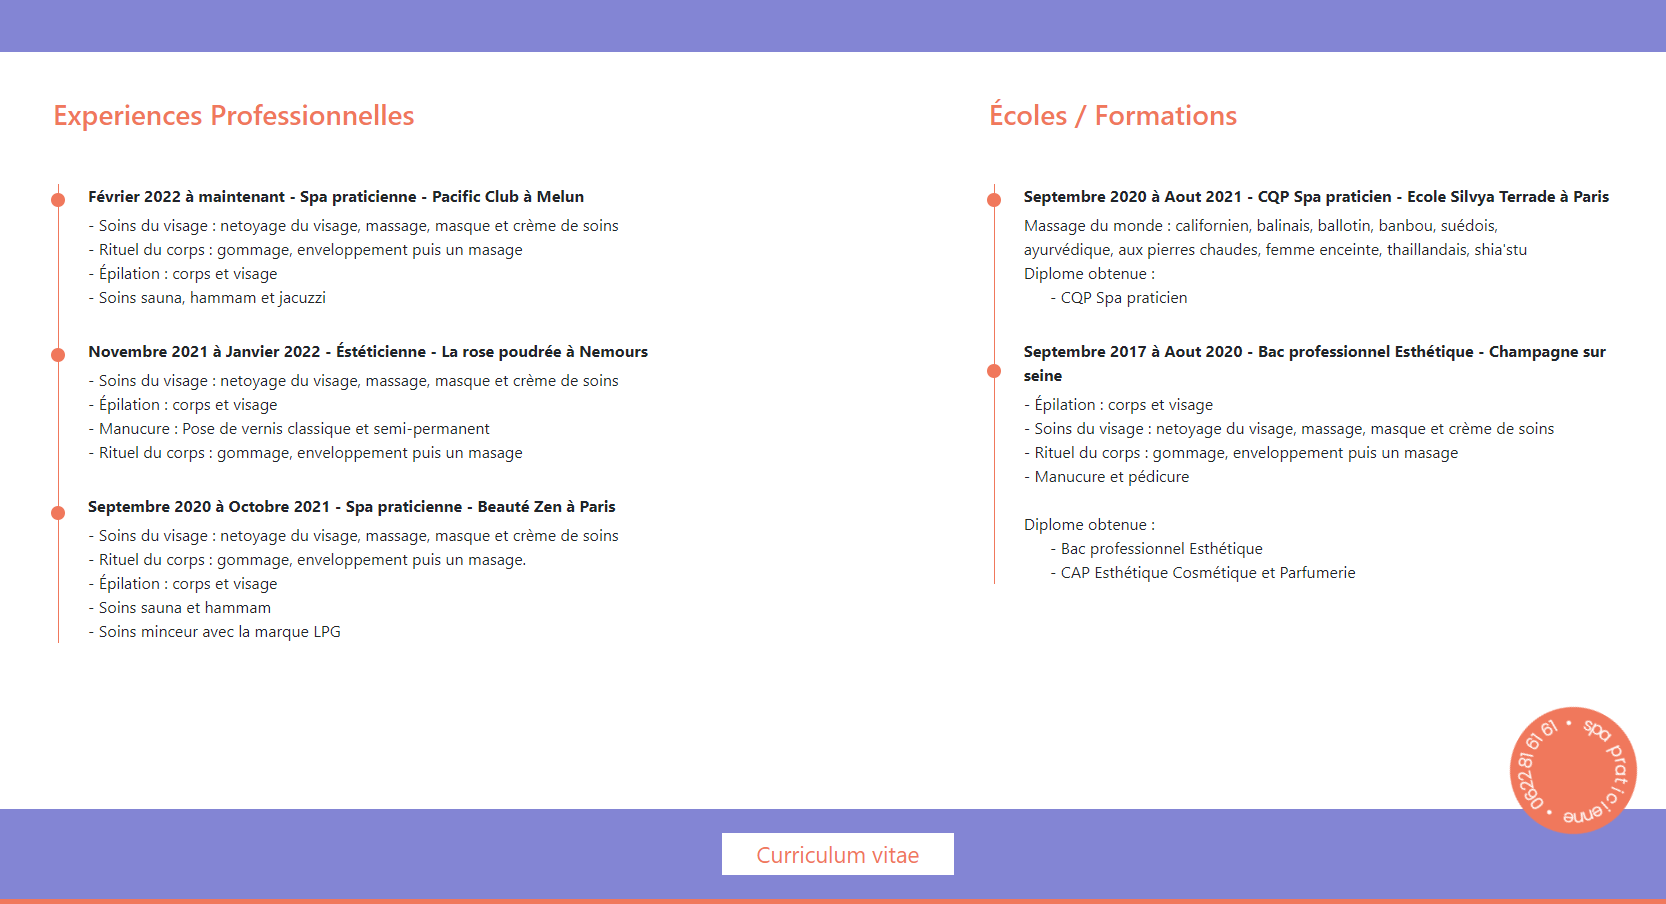 Experiences Professionnelles
Février 2022 à maintenant - Spa praticienne - Pacific Club à Melun
- Soins du visage : netoyage du visage, massage, masque et crème de soins
- Rituel du corps : gommage, enveloppement puis un masage
- Épilation : corps et visage
- Soins sauna, hammam et jacuzzi
Novembre 2021 à Janvier 2022 - Éstéticienne - La rose poudrée à Nemours
- Soins du visage : netoyage du visage, massage, masque et crème de soins
- Épilation : corps et visage
- Manucure : Pose de vernis classique et semi-permanent
- Rituel du corps : gommage, enveloppement puis un masage
Septembre 2020 à Octobre 2021 - Spa praticienne - Beauté Zen à Paris
- Soins du visage : netoyage du visage, massage, masque et crème de soins
- Rituel du corps : gommage, enveloppement puis un masage.
- Épilation : corps et visage
- Soins sauna et hammam
- Soins minceur avec la marque LPG
Écoles / Formations
Septembre 2020 à Aout 2021 - CQP Spa praticien - Ecole Silvya Terrade à Paris
Massage du monde : californien, balinais, ballotin, banbou, suédois,
ayurvédique, aux pierres chaudes, femme enceinte, thaillandais, shia'stu
Diplome obtenue :
- CQP Spa praticien
Septembre 2017 à Aout 2020 - Bac professionnel Esthétique - Champagne sur
seine
- Épilation : corps et visage
- Soins du visage : netoyage du visage, massage, masque et crème de soins
- Rituel du corps : gommage, enveloppement puis un masage
- Manucure et pédicure
Diplome obtenue :
- Bac professionnel Esthétique
- CAP Esthétique Cosmétique et Parfumerie
spa praticienne • 0622 81 61 61 •
Curriculum vitae